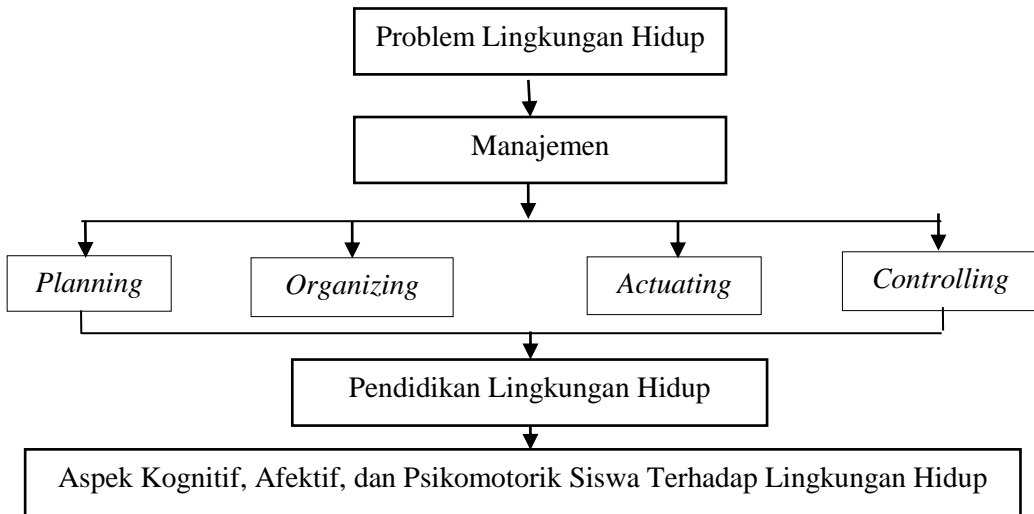 Problem Lingkungan Hidup
Manajemen
Planning
Organizing
Actuating
Controlling
Pendidikan Lingkungan Hidup
Aspek Kognitif, Afektif, dan Psikomotorik Siswa Terhadap Lingkungan Hidup